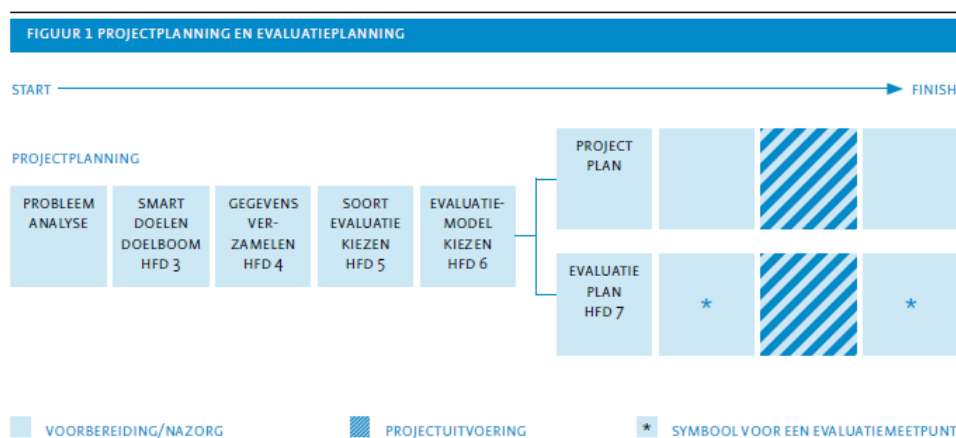 FIGUUR 1 PROJECTPLANNING EN EVALUATIEPLANNING
START
FINISH
PROJECTPLANNING
PROBLEEM
ANALYSE
SMART
DOELEN
DOELBOOM
HFD 3
GEGEVENS
VER-
ZAMELEN
HFD 4
SOORT
EVALUATIE
KIEZEN
HFD 5
EVALUATIE-
MODEL
KIEZEN
HFD 6
PROJECT
PLAN
EVALUATIE
PLAN
HFD 7
*
*
VOORBEREIDING/NAZORG
PROJECTUITVOERING
* SYMBOOL VOOR EEN EVALUATIEMEETPUNT